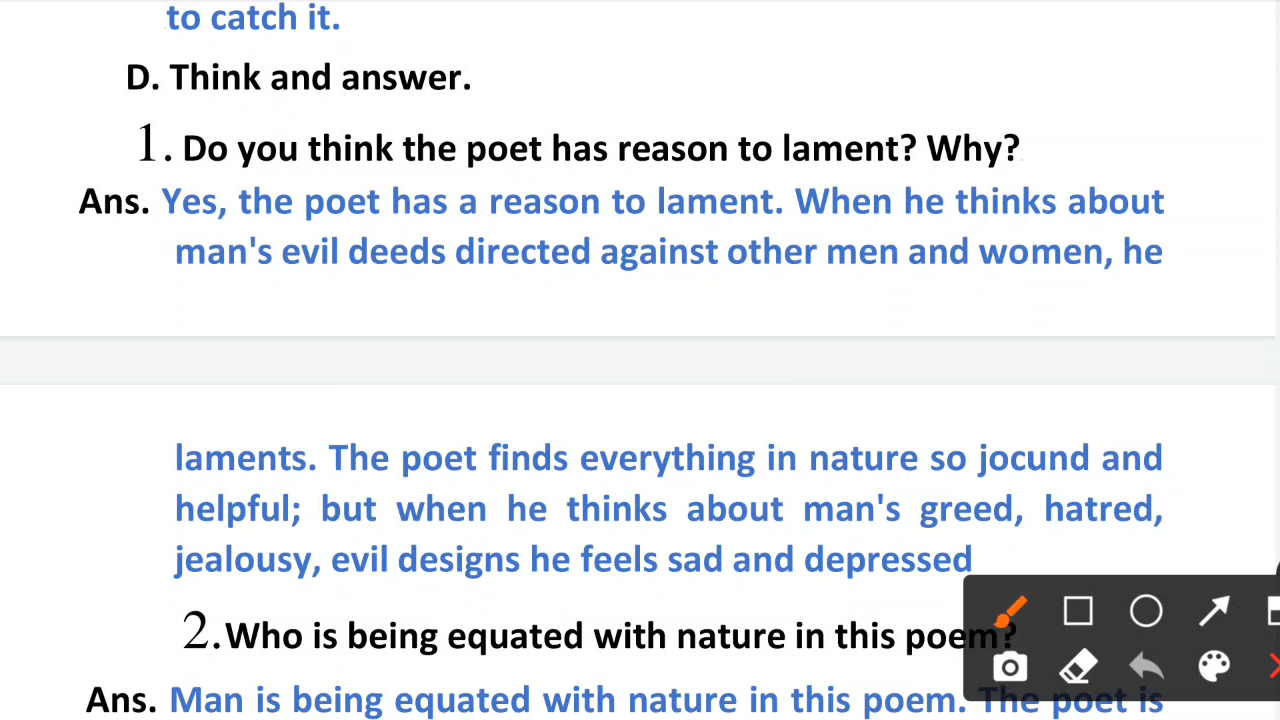 to catch it.
D. Think and answer.
1. Do you think the poet has reason to lament? Why?
Ans. Yes, the poet has a reason to lament. When he thinks about
man's evil deeds directed against other men and women, he
laments. The poet finds everything in nature so jocund and
helpful; but when he thinks about man's greed, hatred,
jealousy, evil designs he feels sad and depressed
2. Who is being equated with nature in this poem?
Ans. Man is being equated with nature in this poem. The poet is